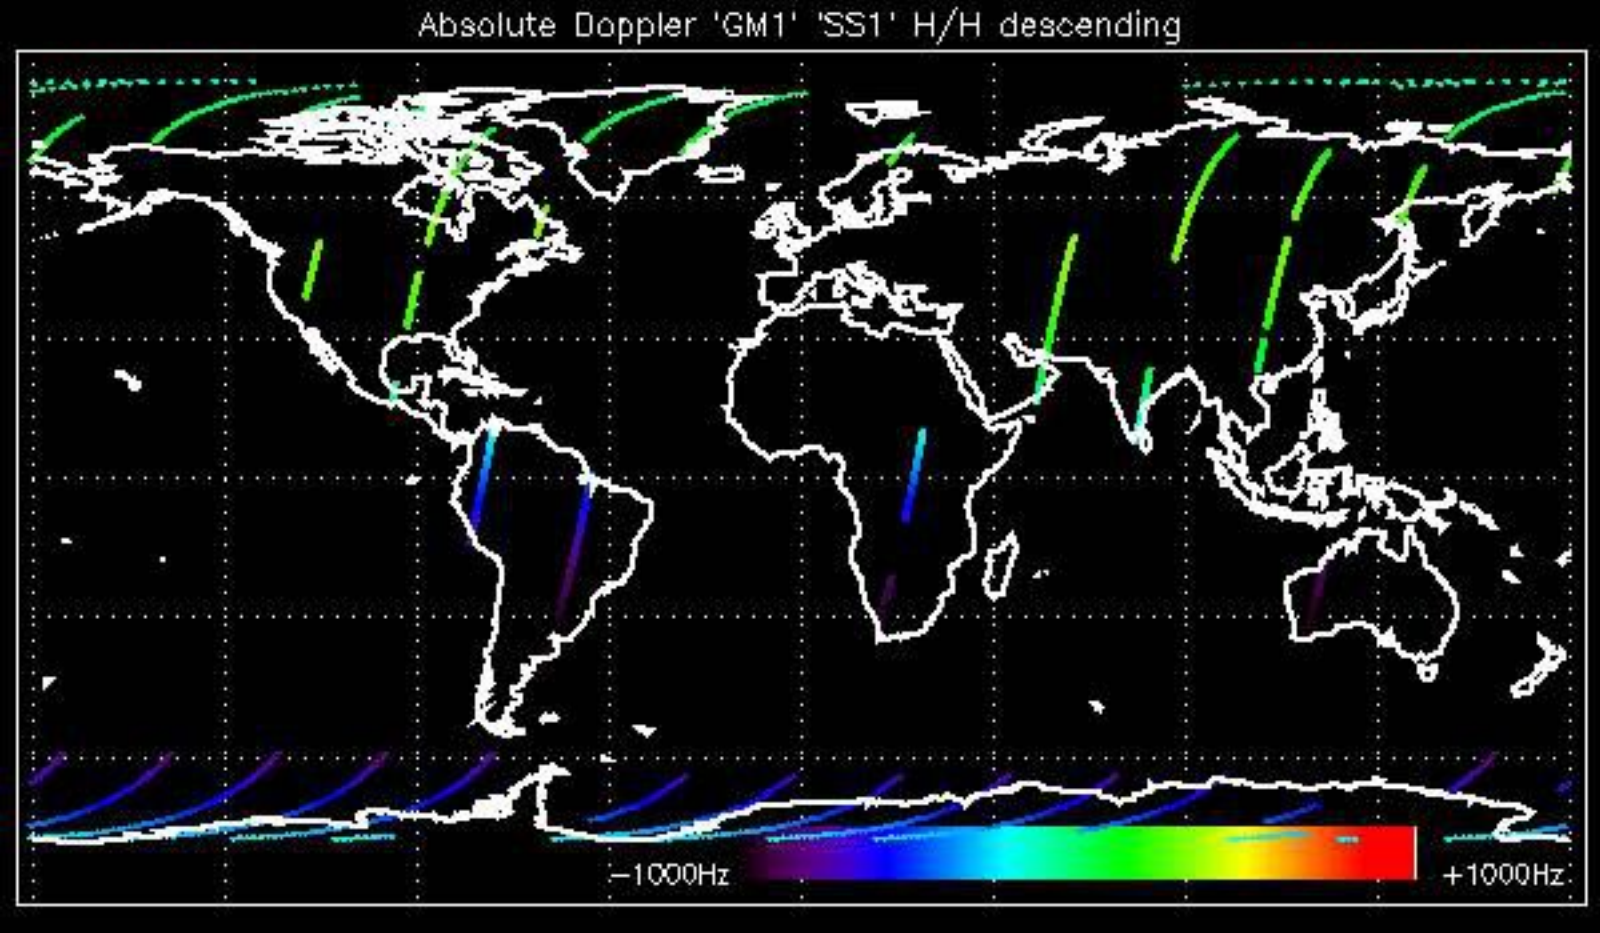 Absolute Doppler 'GM1' 'SS1' H/H descending
−1000Hz
+1000Hz